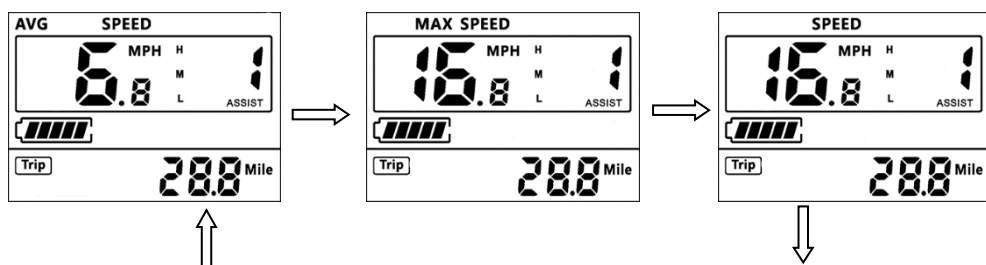 AVG SPEED
6.8 MPH H M L 1 ASSIST
Trip 28.8 Mile
MAX SPEED
16.8 MPH H M L 1 ASSIST
Trip 28.8 Mile
SPEED
16.8 MPH H M L 1 ASSIST
Trip 28.8 Mile